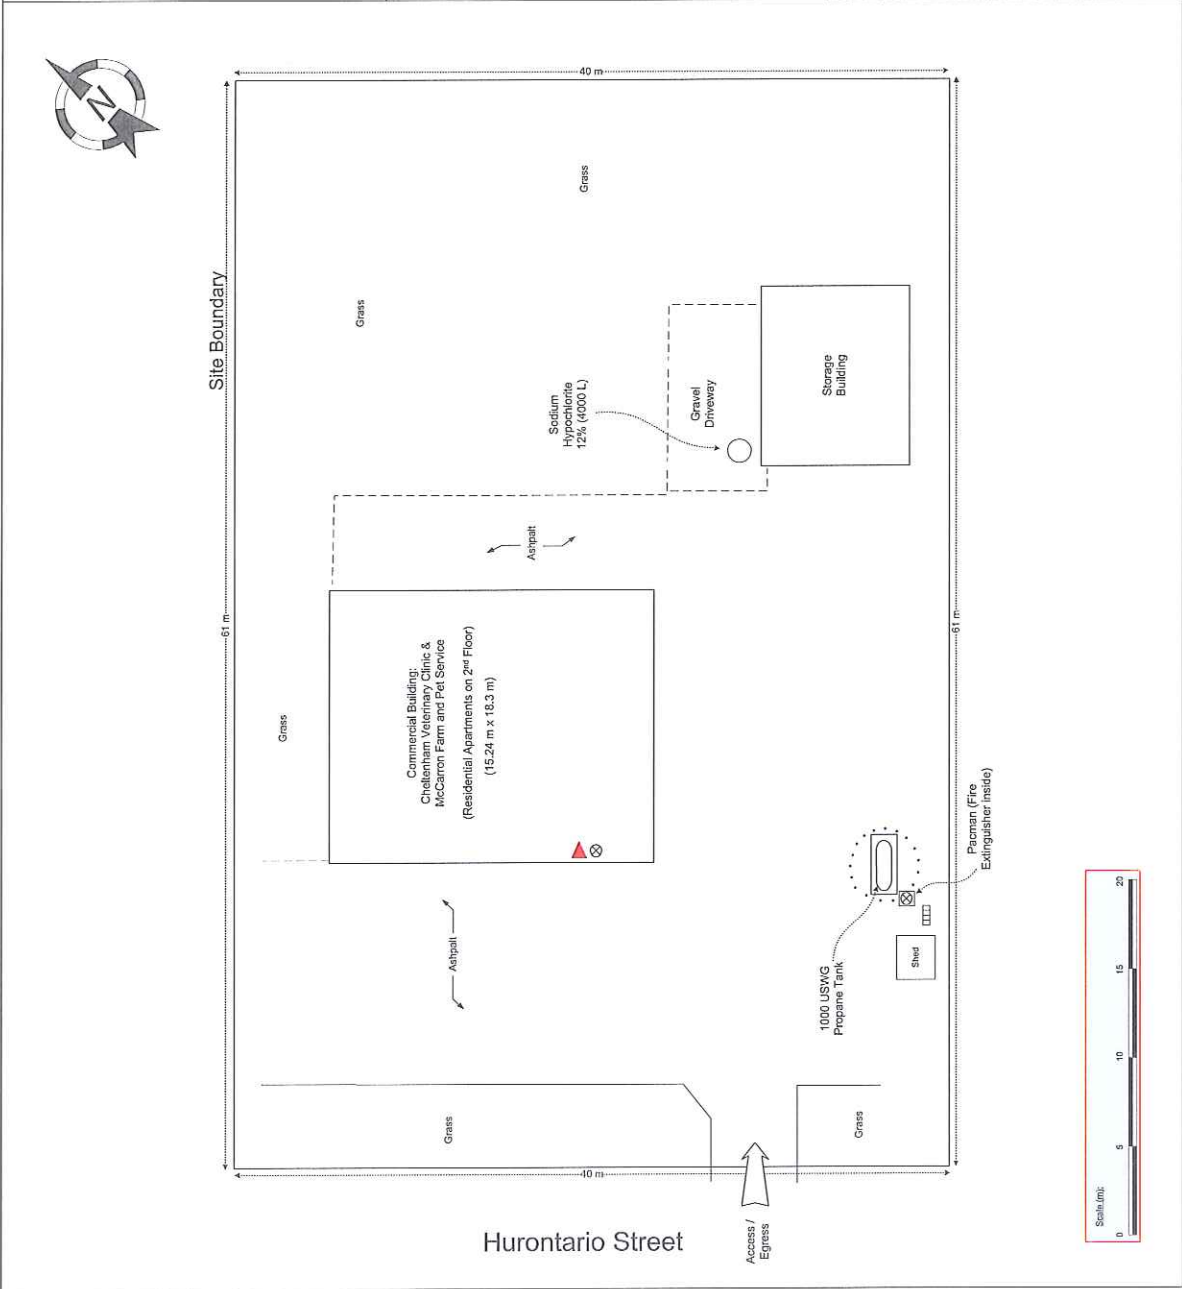 N
40 m
Site Boundary
Grass
Grass
Sodium
Hypochlorite
12% (4000 L)
Gravel
Driveway
Storage
Building
Ashpalt
61 m
61 m
Grass
Commercial Building:
Cheltenham Veterinary Clinic &
McCarron Farm and Pet Service
(Residential Apartments on 2nd Floor)
(15.24 m x 18.3 m)
Pacman (Fire
Extinguisher inside)
Ashpalt
1000 USWG
Propane Tank
Shed
Grass
Grass
40 m
Access /
Egress
Hurontario Street
Scale (m):
0 5 10 15 20